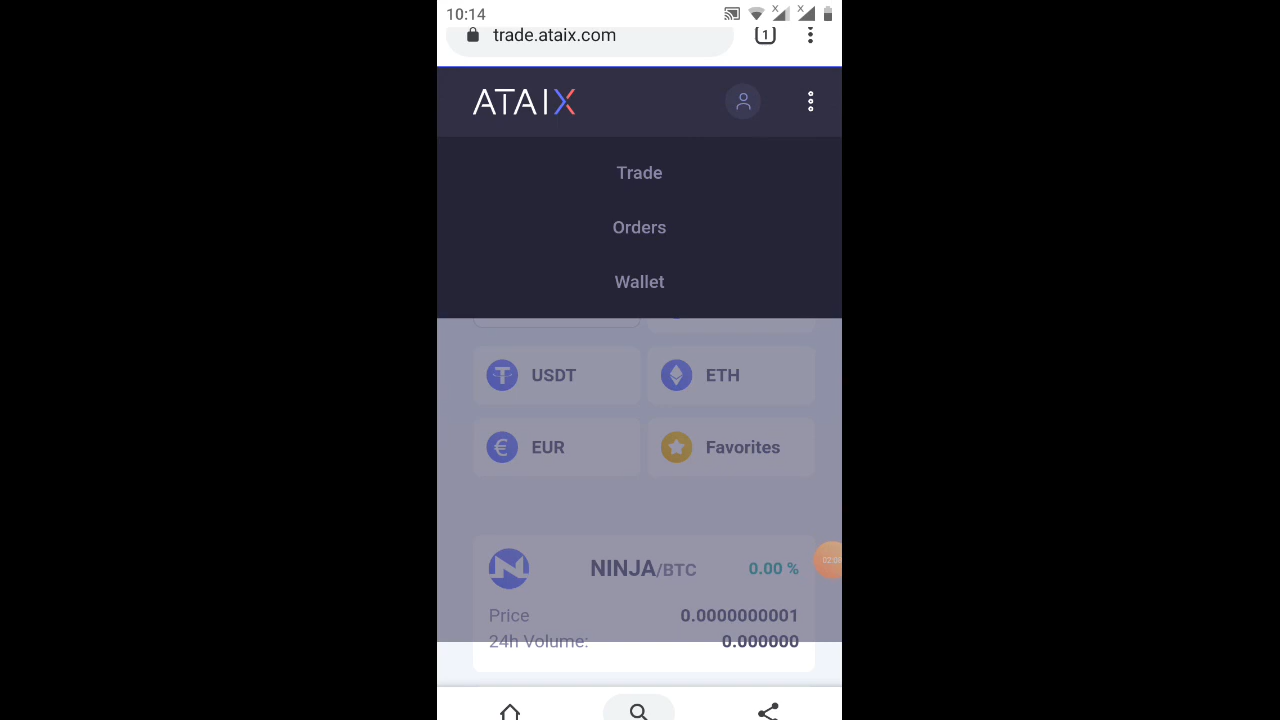 10:14
trade.ataix.com
1
ATAIX
Trade
Orders
Wallet
USDT
ETH
EUR
Favorites
NINJA/BTC
0.00 %
Price
0.0000000001
24h Volume:
0.000000